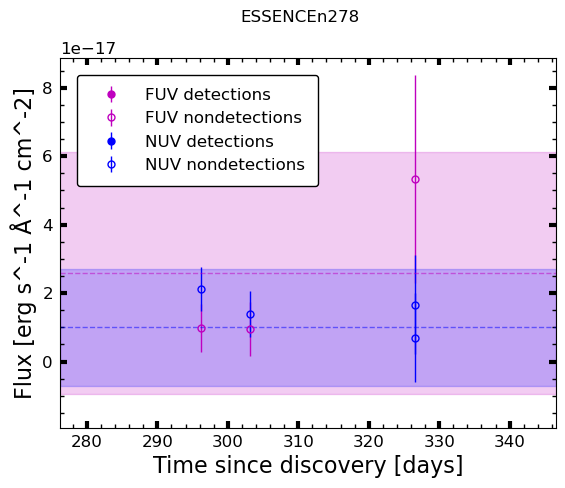 ESSENCEn278
1e−17
FUV detections
FUV nondetections
NUV detections
NUV nondetections
8
6
4
2
0
Flux [erg s^-1 Å^-1 cm^-2]
280 290 300 310 320 330 340
Time since discovery [days]